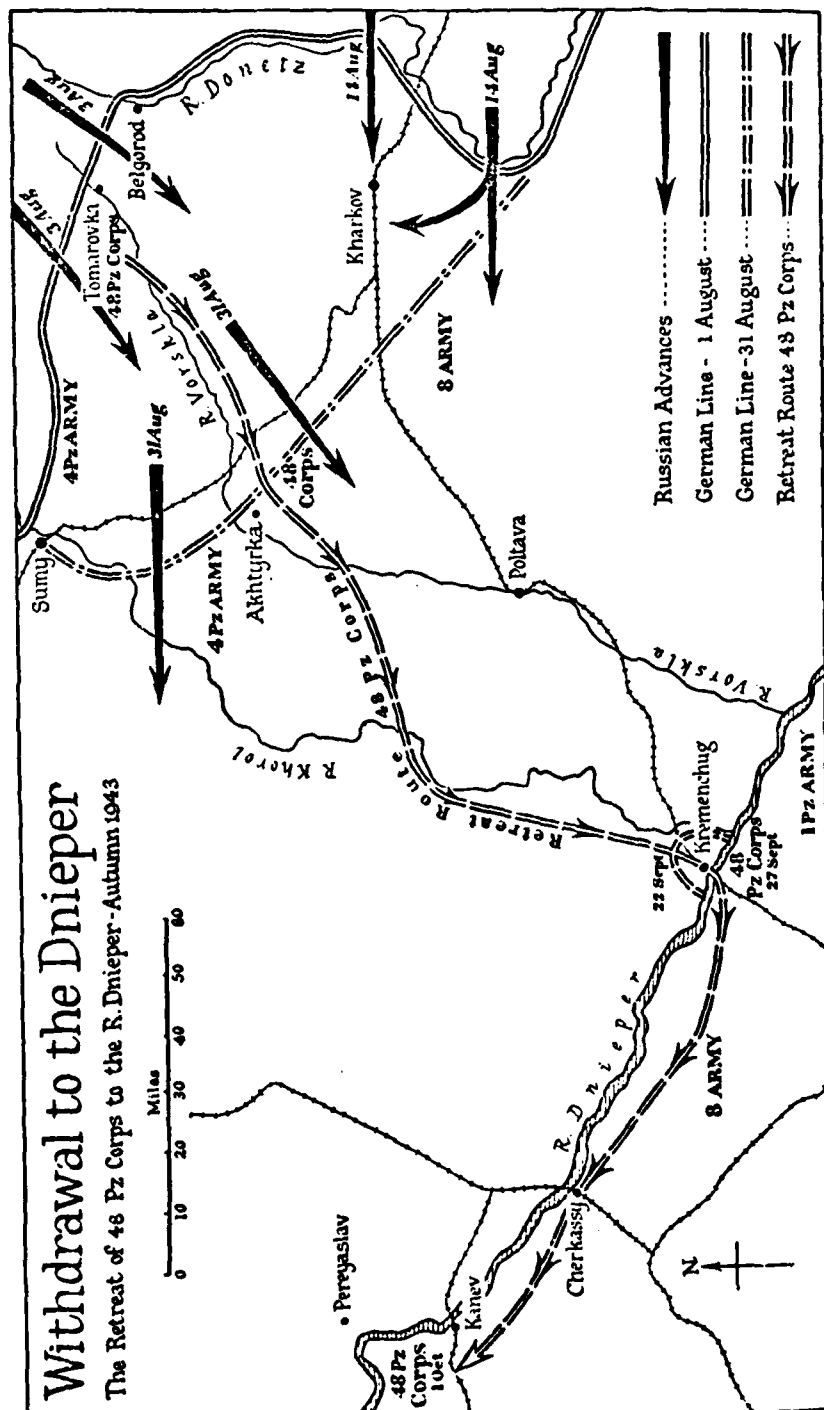 Withdrawal to the Dnieper
The Retreat of 48 Pz Corps to the R. Dnieper-Autumn 1943
Miles
0 10 20 30 40 50 60
Sumy
4 Pz ARMY
3 Aug
3 Aug
Tomarovka
48 Pz Corps
Belgorod
R. Donetz
R. Vorskla
31 Aug
31 Aug
4 Pz ARMY
Akhtyrka
48
Corps
Kharkov
14 Aug
8 ARMY
R. Khorol
Retreat Route 48 Pz Corps
Poltava
R. Vorskla
Pereyaslav
48 Pz
Corps
1 Oct
Kanev
Cherkassy
R. Dnieper
22 Sept
Kremenchug
48
Pz Corps
27 Sept
1 Pz ARMY
8 ARMY
N
Russian Advances
German Line - 1 August
German Line - 31 August
Retreat Route 48 Pz Corps